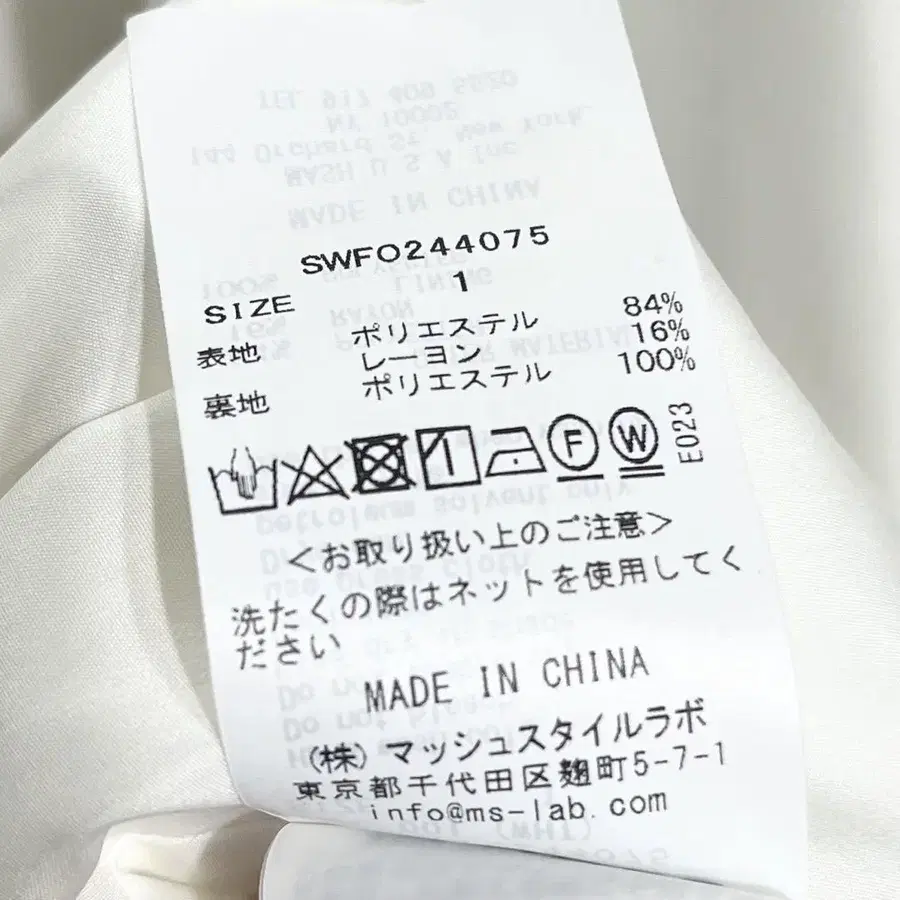 SWFO244075
SIZE 1
表地 ポリエステル 84%
レーヨン 16%
裏地 ポリエステル 100%
F W E023
＜お取り扱い上のご注意＞
洗たくの際はネットを使用してく
ださい
MADE IN CHINA
(株) マッシュスタイルラボ
東京都千代田区麹町5-7-1
info@ms-lab.com